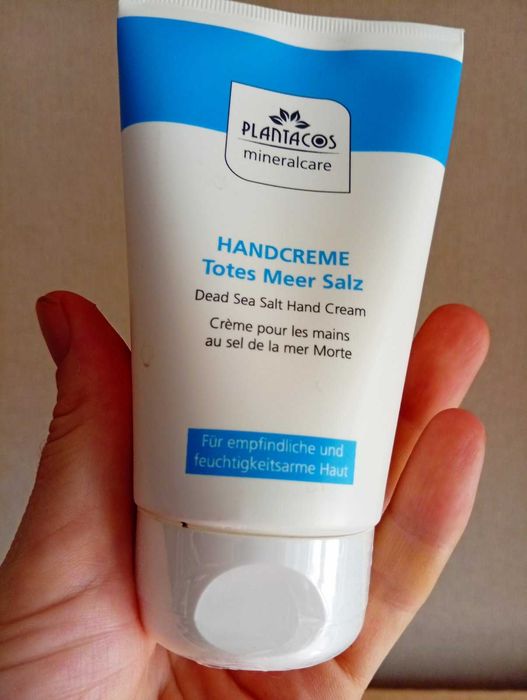 PLANTACOS
mineralcare
HANDCREME
Totes Meer Salz
Dead Sea Salt Hand Cream
Crème pour les mains
au sel de la mer Morte
Für empfindliche und
feuchtigkeitsarme Haut